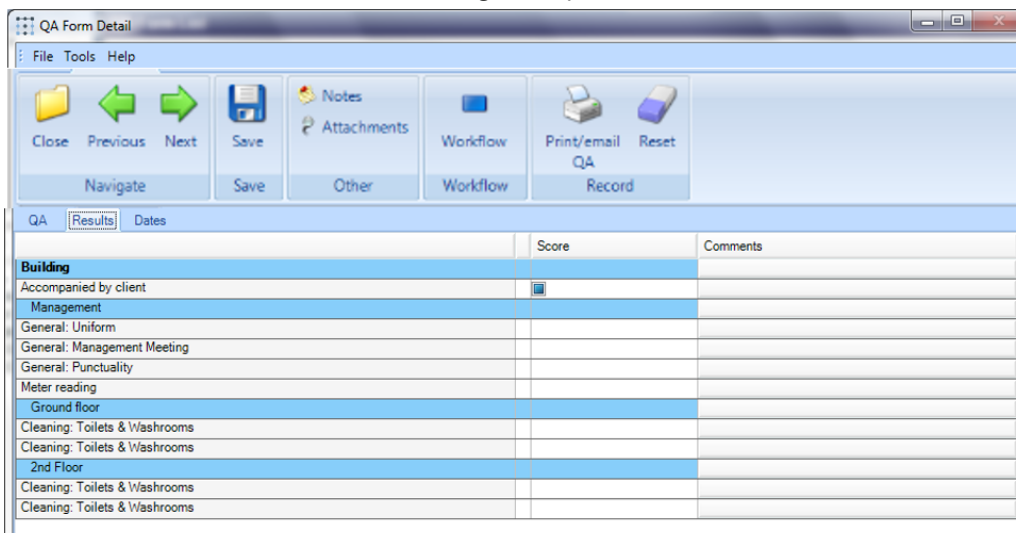 QA Form Detail
File Tools Help
Close Previous Next Save Notes Attachments Workflow Print/email QA Reset
Navigate Save Other Workflow Record
QA Results Dates
Score Comments
Building
Accompanied by client
Management
General: Uniform
General: Management Meeting
General: Punctuality
Meter reading
Ground floor
Cleaning: Toilets & Washrooms
Cleaning: Toilets & Washrooms
2nd Floor
Cleaning: Toilets & Washrooms
Cleaning: Toilets & Washrooms